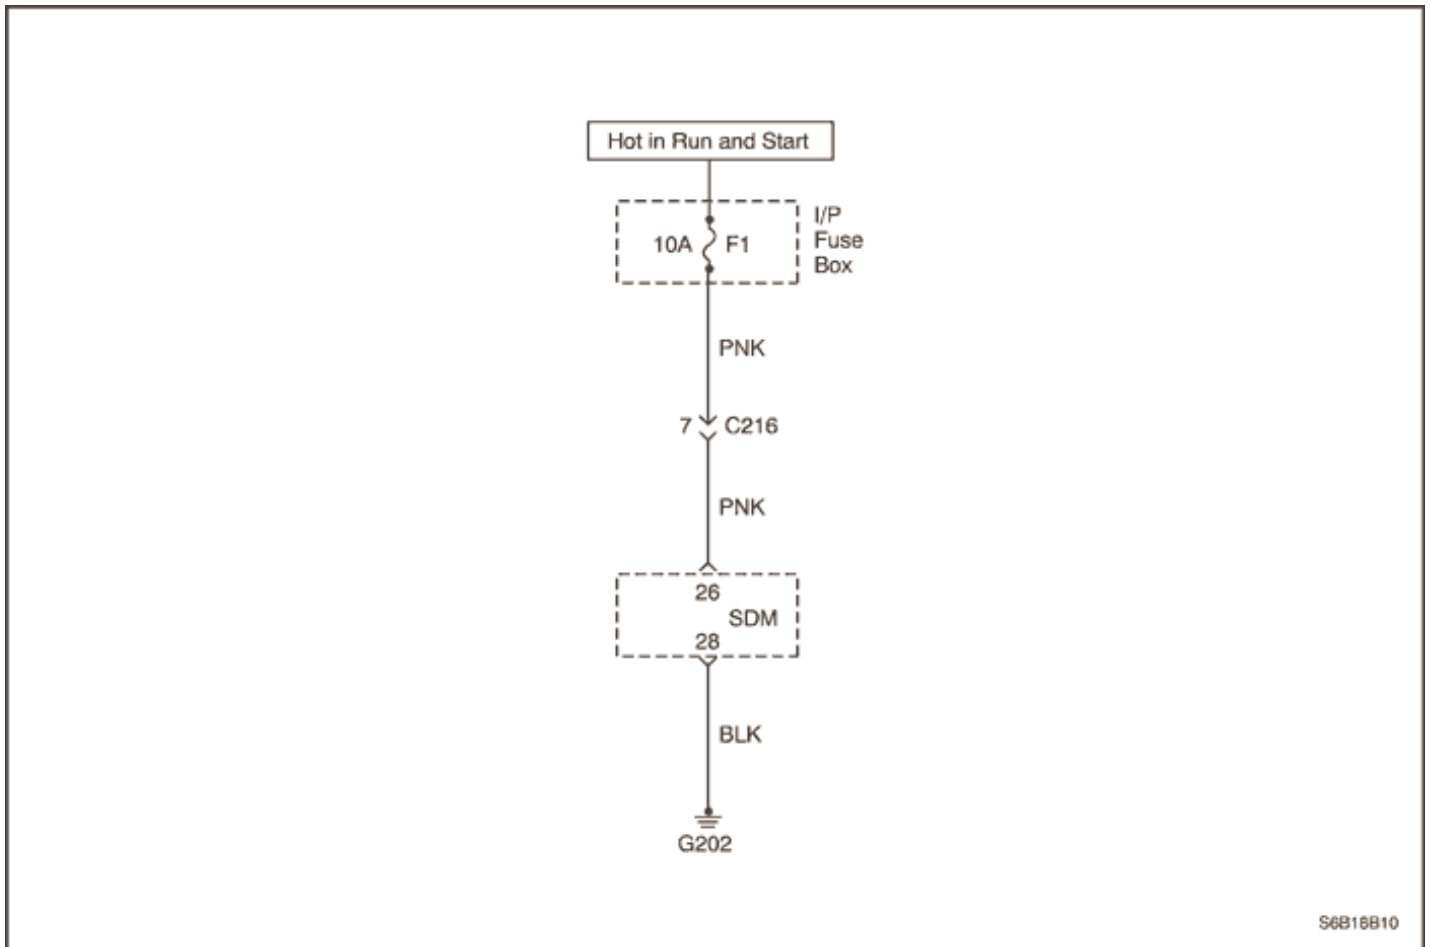 Hot in Run and Start
10A F1
I/P
Fuse
Box
PNK
7 C216
PNK
26
SDM
28
BLK
G202
S6B16B10